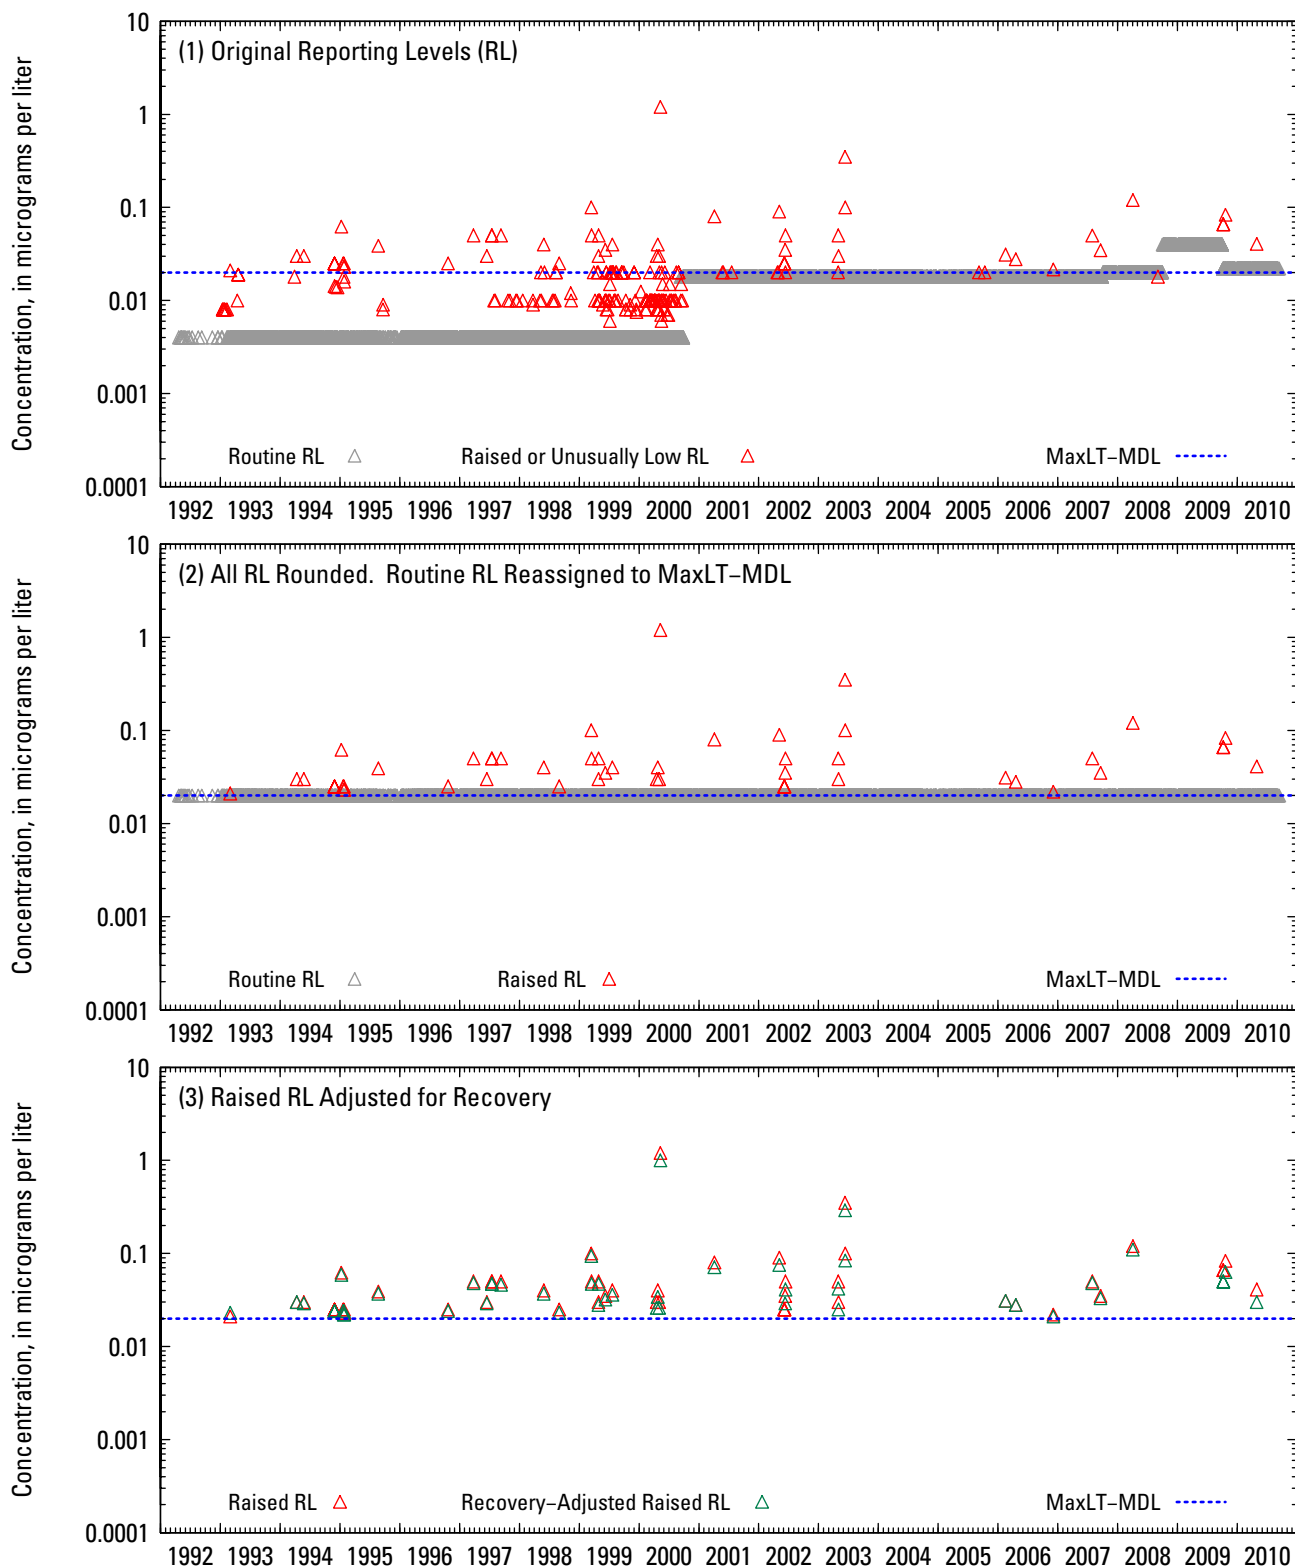 (1) Original Reporting Levels (RL)
Concentration, in micrograms per liter
10
1
0.1
0.01
0.001
0.0001
Routine RL
Raised or Unusually Low RL
MaxLT–MDL
1992 1993 1994 1995 1996 1997 1998 1999 2000 2001 2002 2003 2004 2005 2006 2007 2008 2009 2010
(2) All RL Rounded.  Routine RL Reassigned to MaxLT–MDL
Concentration, in micrograms per liter
10
1
0.1
0.01
0.001
0.0001
Routine RL
Raised RL
MaxLT–MDL
1992 1993 1994 1995 1996 1997 1998 1999 2000 2001 2002 2003 2004 2005 2006 2007 2008 2009 2010
(3) Raised RL Adjusted for Recovery
Concentration, in micrograms per liter
10
1
0.1
0.01
0.001
0.0001
Raised RL
Recovery–Adjusted Raised RL
MaxLT–MDL
1992 1993 1994 1995 1996 1997 1998 1999 2000 2001 2002 2003 2004 2005 2006 2007 2008 2009 2010